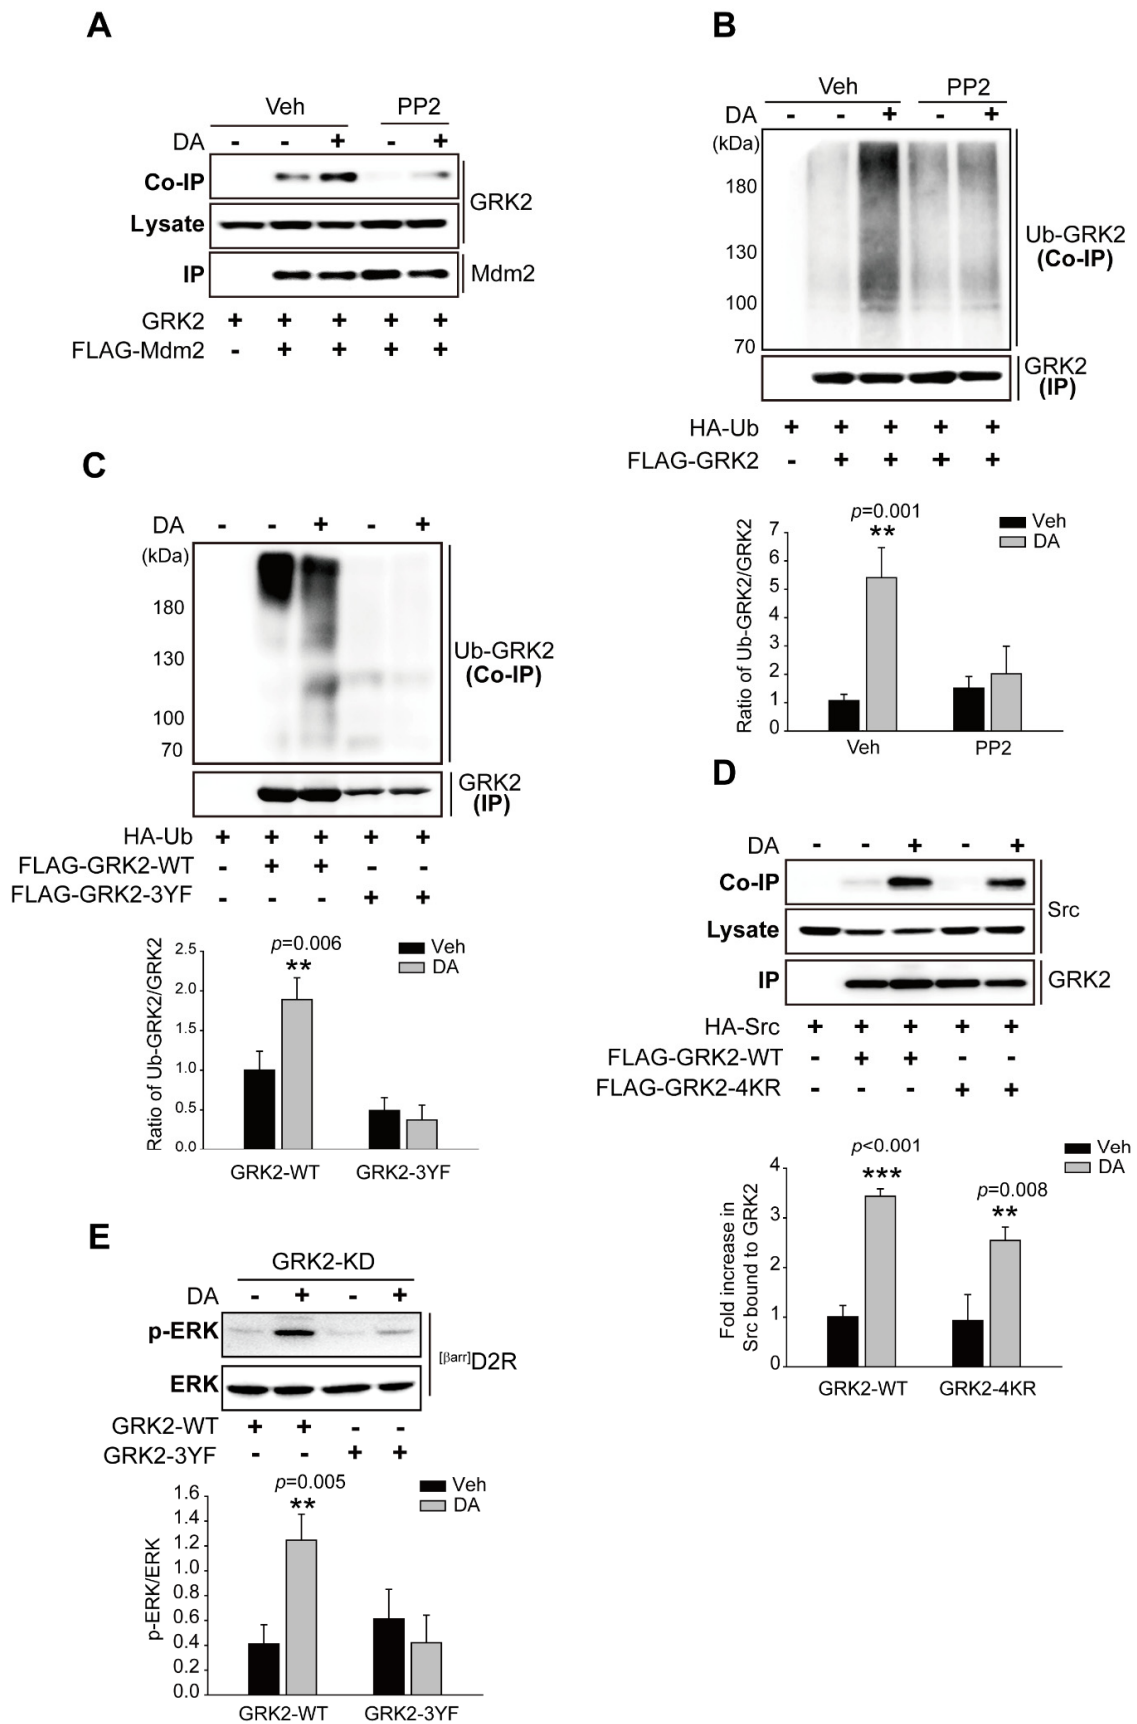 A
Veh PP2
DA - - + - +
Co-IP
GRK2
Lysate
IP Mdm2
GRK2 + + + + +
FLAG-Mdm2 - + + + +
B
Veh PP2
DA - - + - +
(kDa)
180
130
100
70
Ub-GRK2
(Co-IP)
GRK2
(IP)
HA-Ub + + + + +
FLAG-GRK2 - + + + +
p=0.001
**
Veh
DA
Ratio of Ub-GRK2/GRK2
7
6
5
4
3
2
1
0
Veh PP2
C
DA - - + - +
(kDa)
180
130
100
70
Ub-GRK2
(Co-IP)
GRK2
(IP)
HA-Ub + + + + +
FLAG-GRK2-WT - + + - -
FLAG-GRK2-3YF - - - + +
p=0.006
**
Veh
DA
Ratio of Ub-GRK2/GRK2
2.5
2.0
1.5
1.0
0.5
0.0
GRK2-WT GRK2-3YF
D
DA - - + - +
Co-IP
Src
Lysate
IP GRK2
HA-Src + + + + +
FLAG-GRK2-WT - + + - -
FLAG-GRK2-4KR - - - + +
p<0.001
***
p=0.008
**
Veh
DA
Fold increase in
Src bound to GRK2
4
3
2
1
0
GRK2-WT GRK2-4KR
E
GRK2-KD
DA - + - +
p-ERK
[βarr]D2R
ERK
GRK2-WT + + - -
GRK2-3YF - - + +
p=0.005
**
Veh
DA
p-ERK/ERK
1.6
1.4
1.2
1.0
0.8
0.6
0.4
0.2
0.0
GRK2-WT GRK2-3YF